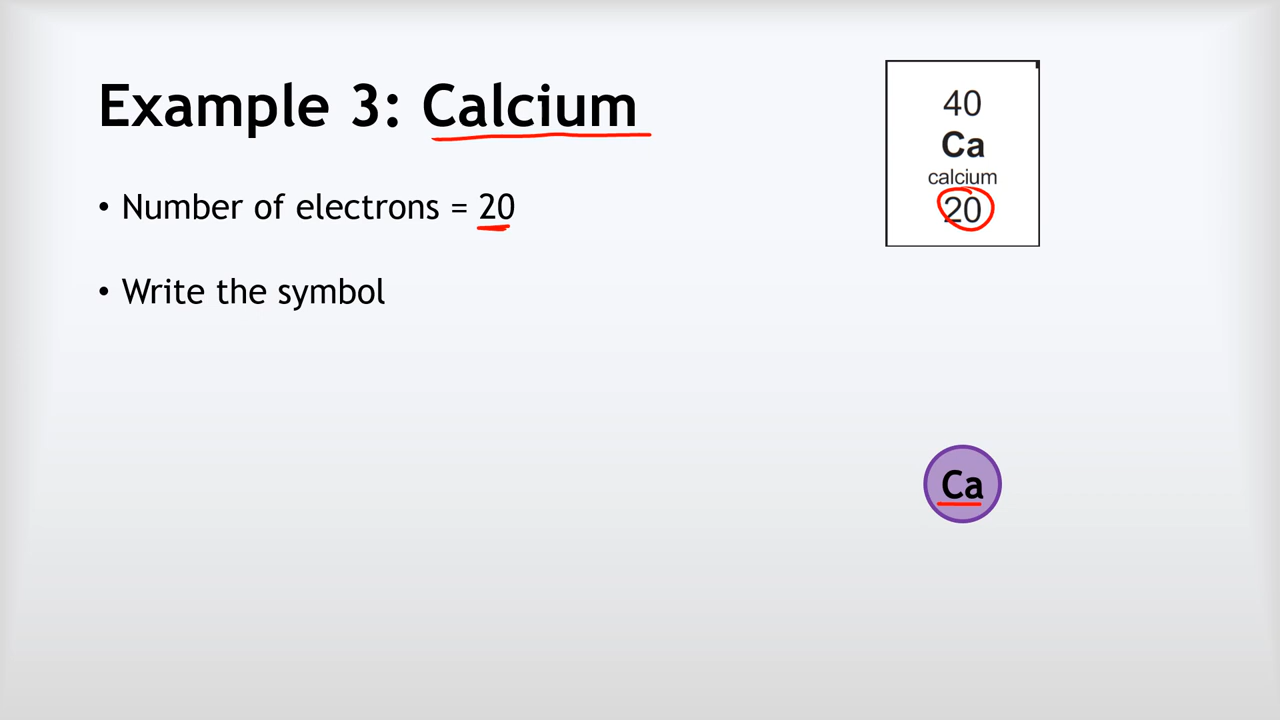 Example 3: Calcium
• Number of electrons = 20
• Write the symbol
40
Ca
calcium
20
Ca